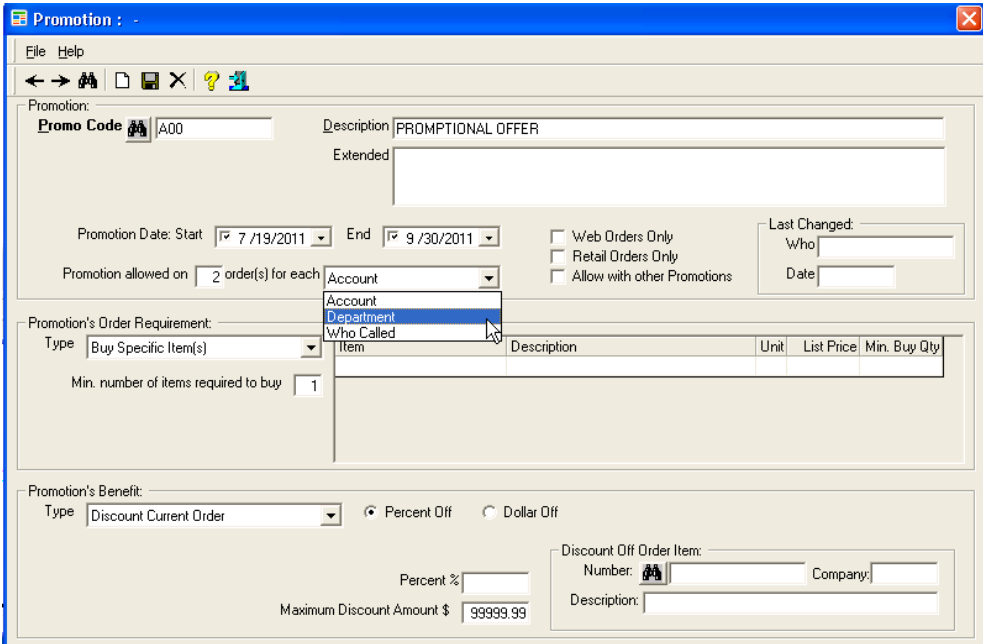 Promotion : -
File Help
Promotion:
Promo Code A00 Description PROMPTIONAL OFFER
Extended
Promotion Date: Start 7 /19/2011 End 9 /30/2011
Web Orders Only
Retail Orders Only
Allow with other Promotions
Last Changed:
Who
Date
Promotion allowed on 2 order(s) for each Account
Account
Department
Who Called
Promotion's Order Requirement:
Type Buy Specific Item(s)
Min. number of items required to buy 1
Item Description Unit List Price Min. Buy Qty
Promotion's Benefit:
Type Discount Current Order Percent Off Dollar Off
Percent %
Maximum Discount Amount $ 99999.99
Discount Off Order Item:
Number: Company:
Description: